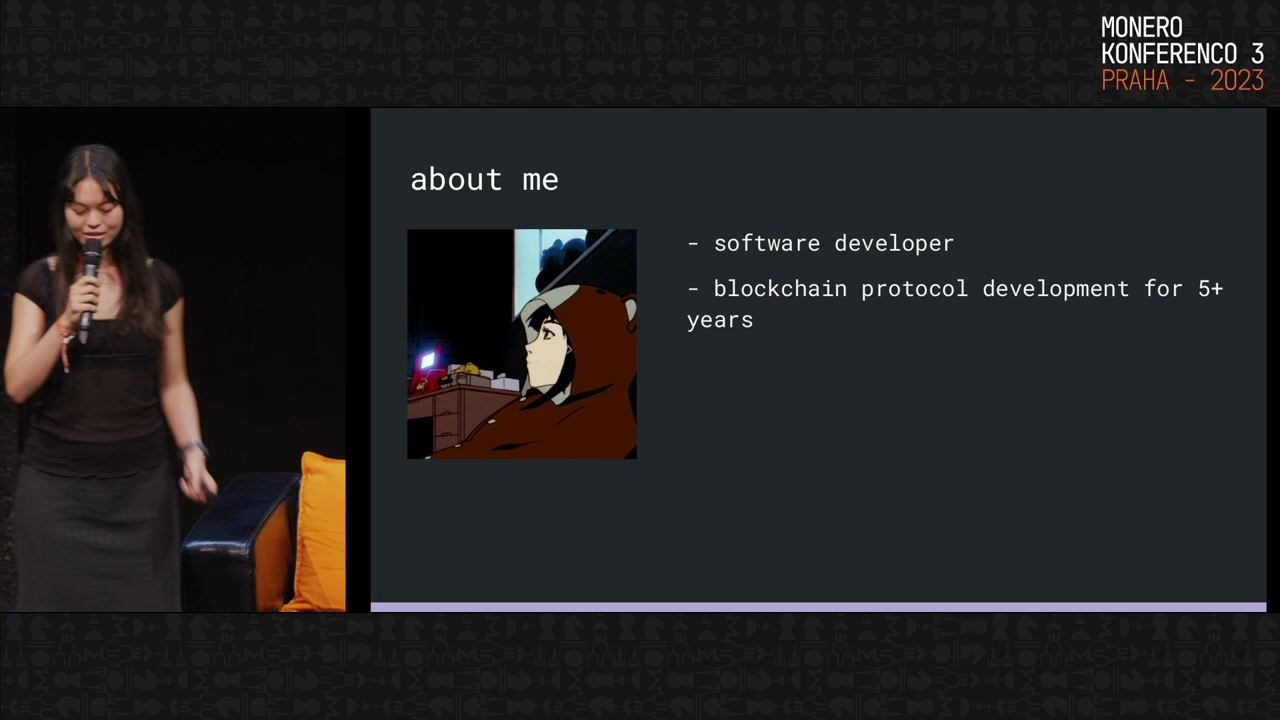 MONERO
KONFERENCO 3
PRAHA - 2023
about me
- software developer
- blockchain protocol development for 5+
years